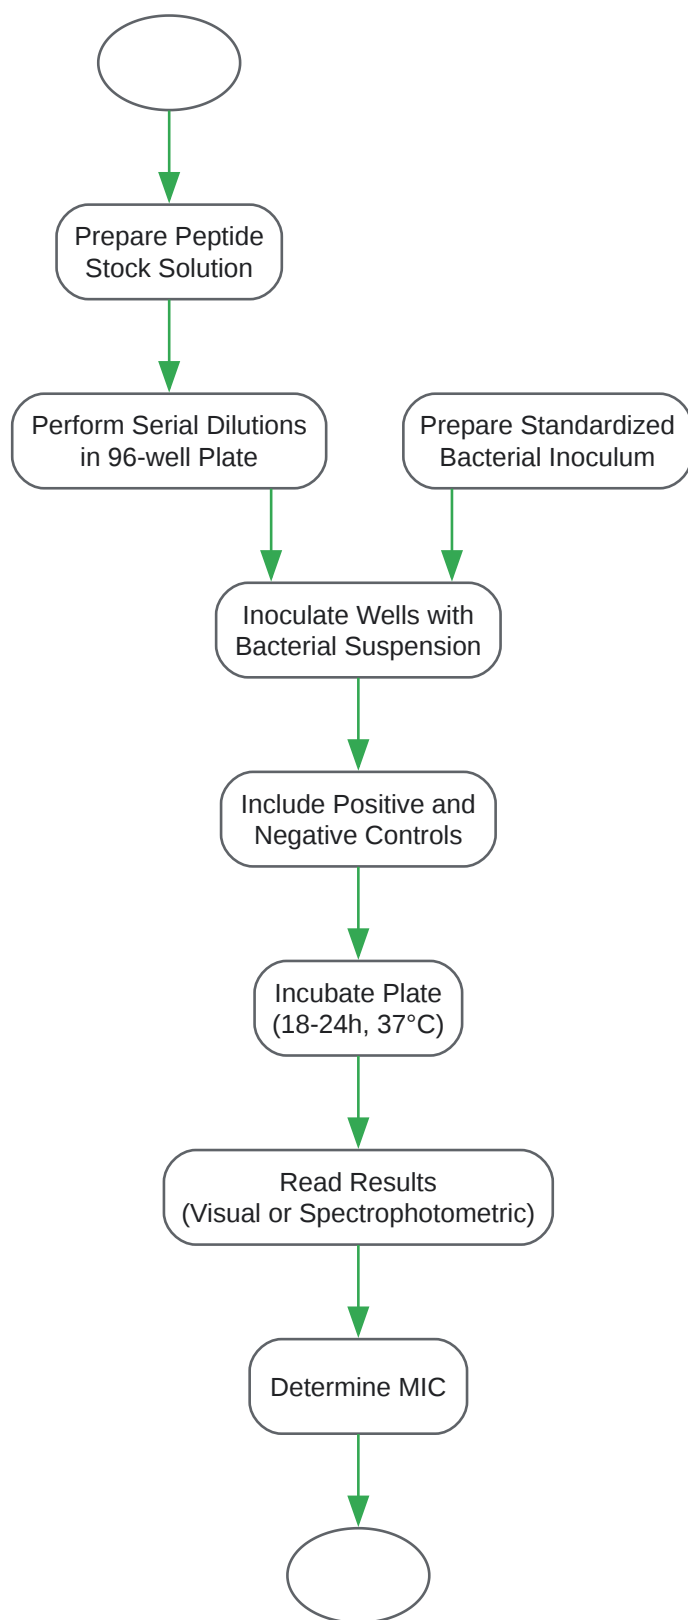 Prepare Peptide
Stock Solution
Perform Serial Dilutions
in 96-well Plate
Prepare Standardized
Bacterial Inoculum
Inoculate Wells with
Bacterial Suspension
Include Positive and
Negative Controls
Incubate Plate
(18-24h, 37°C)
Read Results
(Visual or Spectrophotometric)
Determine MIC